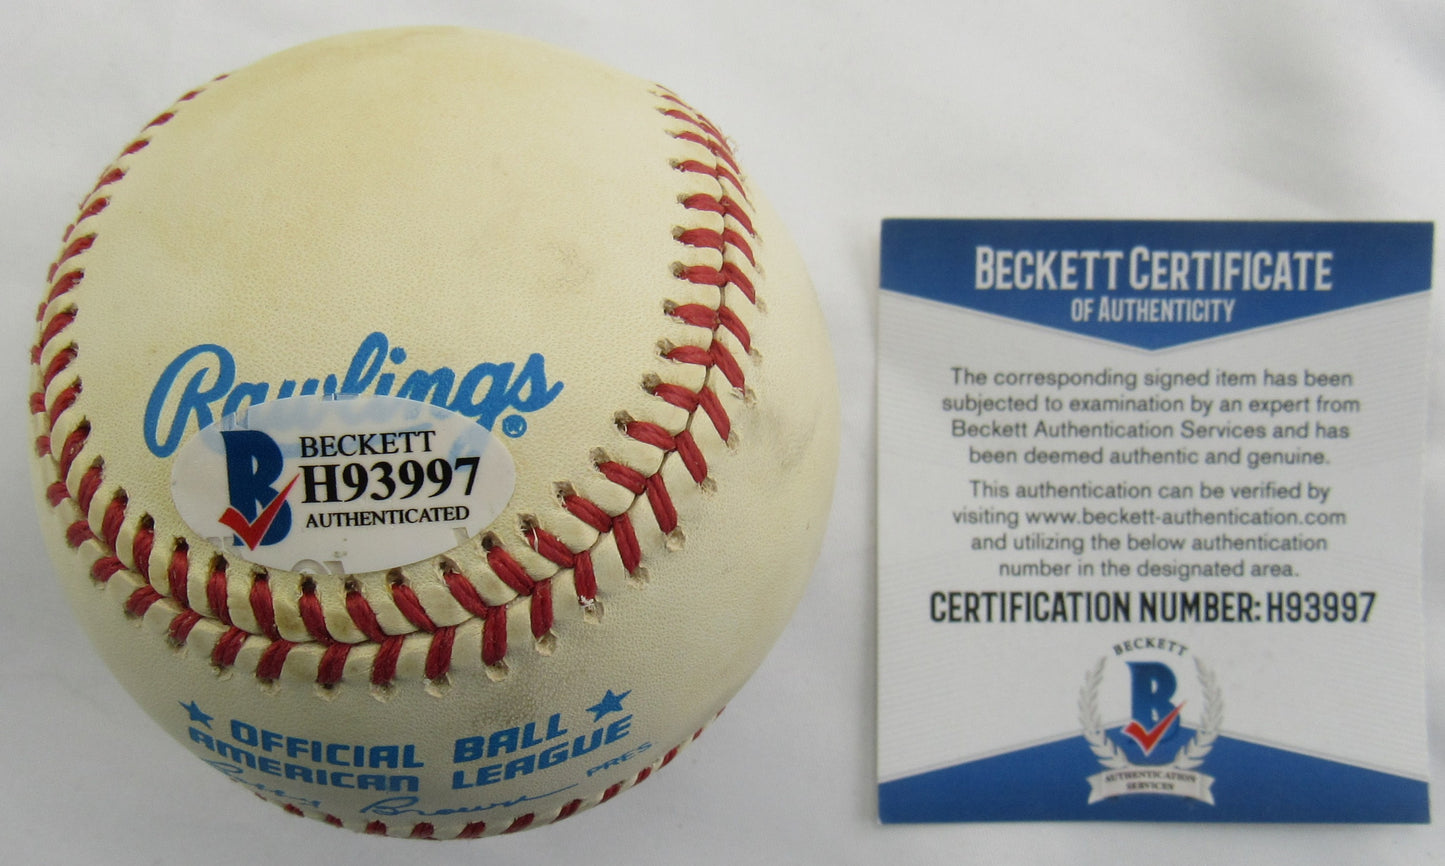 Rawlings ®
BECKETT
H93997
AUTHENTICATED
OFFICIAL BALL
AMERICAN LEAGUE
Bobby Brown PRES
BECKETT CERTIFICATE
OF AUTHENTICITY
The corresponding signed item has been
subjected to examination by an expert from
Beckett Authentication Services and has
been deemed authentic and genuine.
This authentication can be verified by
visiting www.beckett-authentication.com
and utilizing the below authentication
number in the designated area.
CERTIFICATION NUMBER: H93997
BECKETT
B
AUTHENTICATION
SERVICES